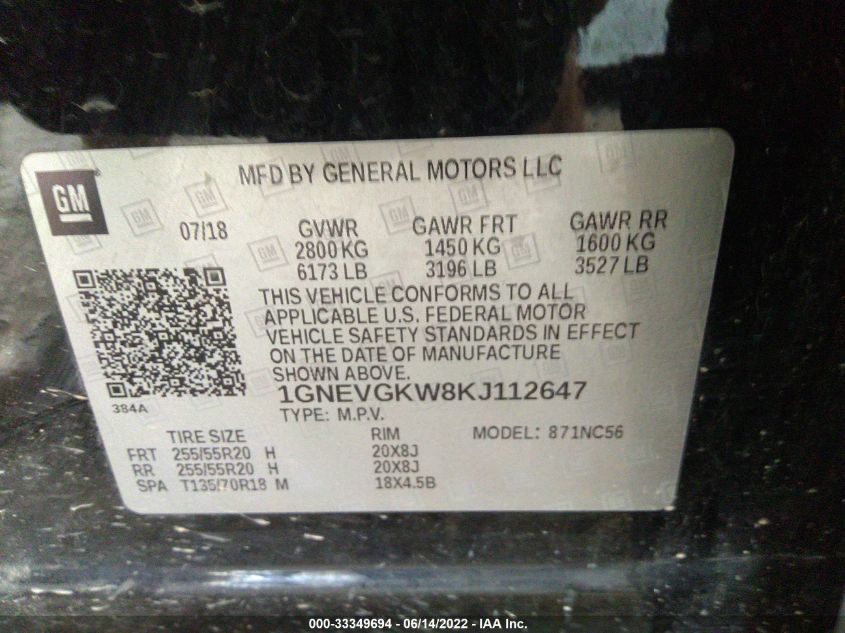 MFD BY GENERAL MOTORS LLC
GM
07/18 GVWR GAWR FRT GAWR RR
2800 KG 1450 KG 1600 KG
6173 LB 3196 LB 3527 LB
THIS VEHICLE CONFORMS TO ALL
APPLICABLE U.S. FEDERAL MOTOR
VEHICLE SAFETY STANDARDS IN EFFECT
ON THE DATE OF MANUFACTURE
SHOWN ABOVE.
384A
1GNEVGKW8KJ112647
TYPE: M.P.V.
TIRE SIZE RIM MODEL: 871NC56
FRT 255/55R20 H 20X8J
RR 255/55R20 H 20X8J
SPA T135/70R18 M 18X4.5B
000-33349694 - 06/14/2022 - IAA Inc.